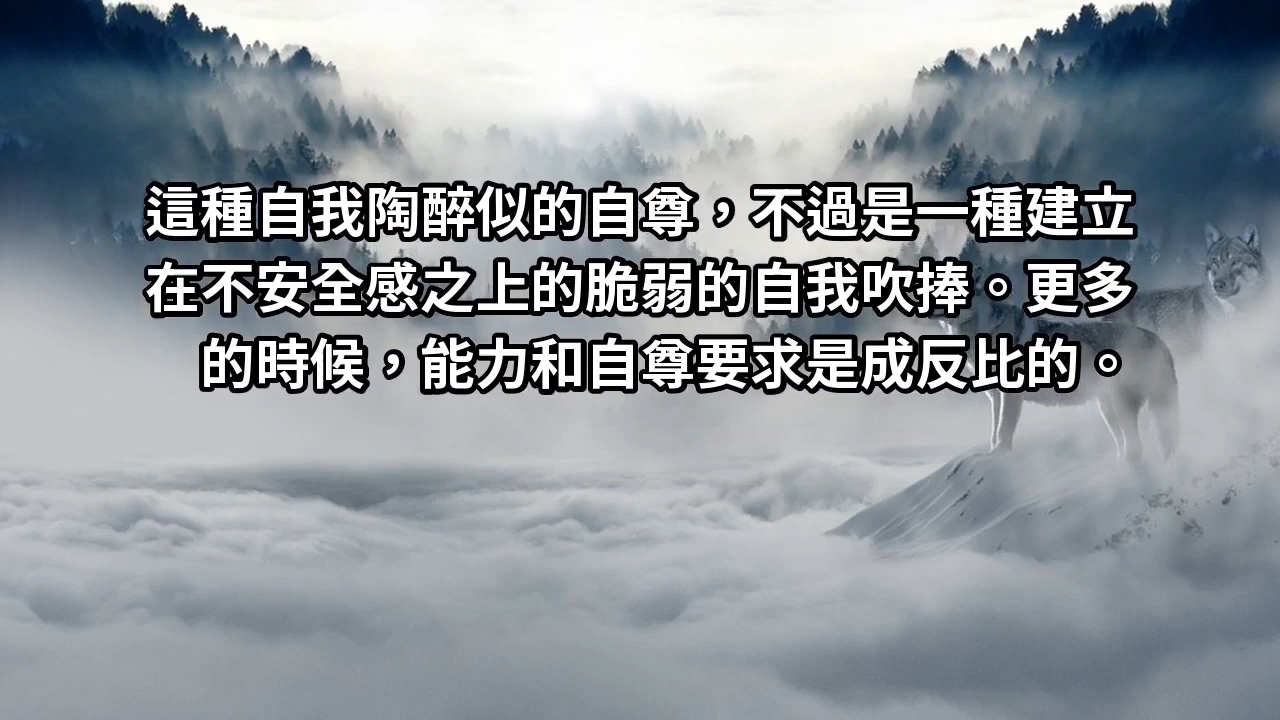 這種自我陶醉似的自尊，不過是一種建立
在不安全感之上的脆弱的自我吹捧。更多
的時候，能力和自尊要求是成反比的。